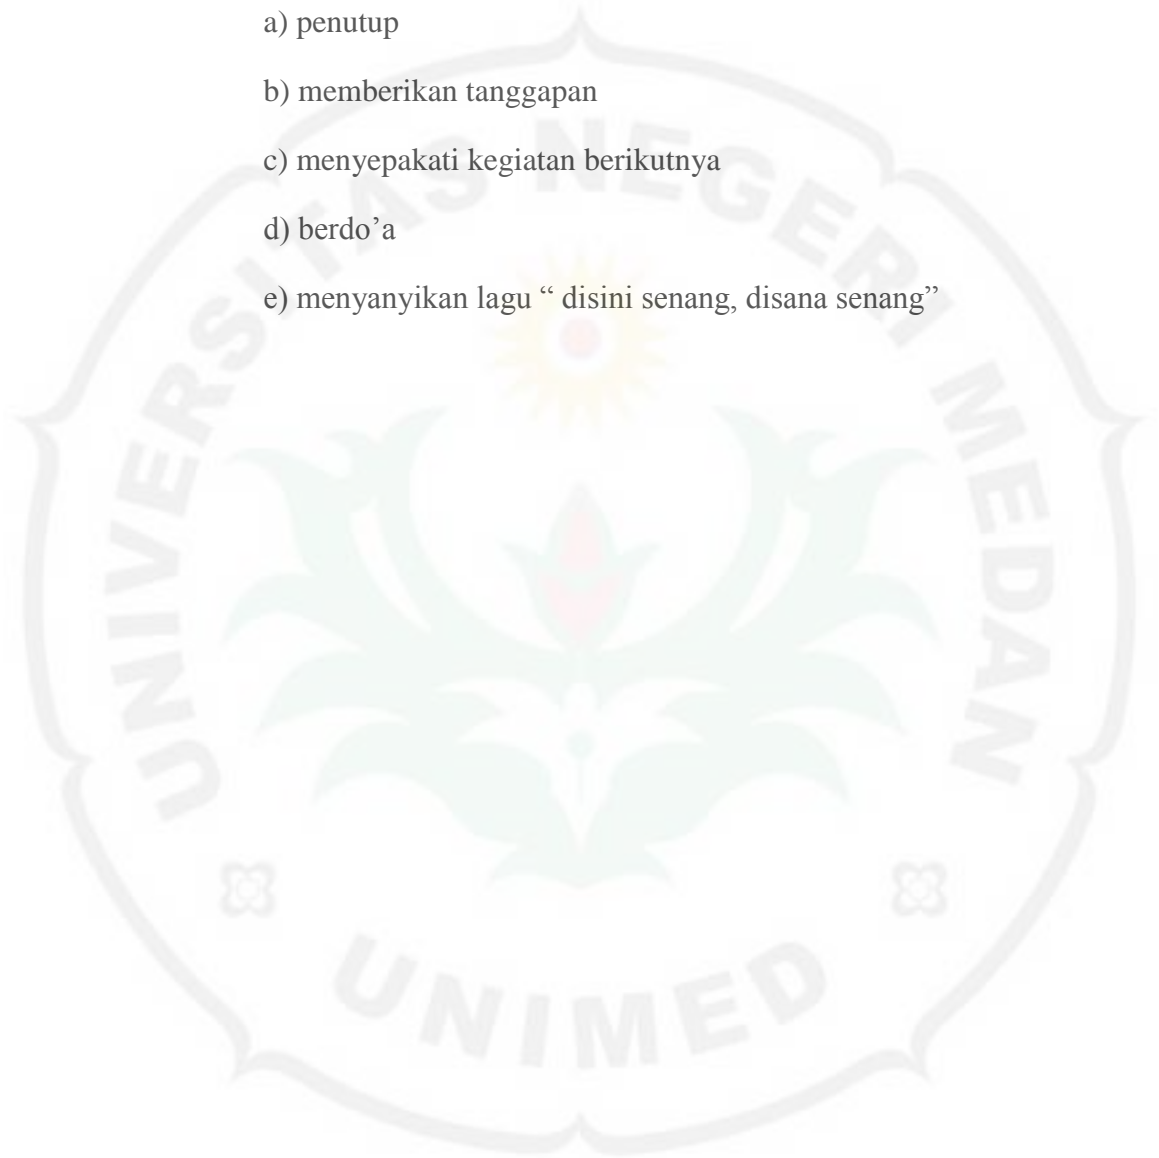 a) penutup
b) memberikan tanggapan
c) menyepakati kegiatan berikutnya
d) berdo’a
e) menyanyikan lagu “ disini senang, disana senang”
UNIVERSITAS NEGERI MEDAN
UNIMED